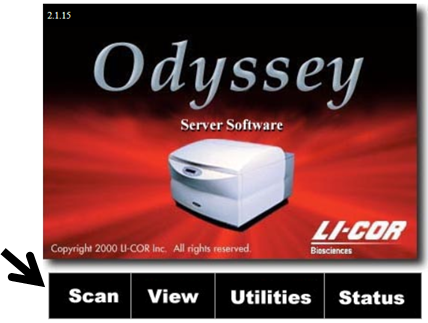 2.1.15
Odyssey
Server Software
LI-COR
Biosciences
Copyright 2000 LI-COR Inc. All rights reserved.
Scan View Utilities Status